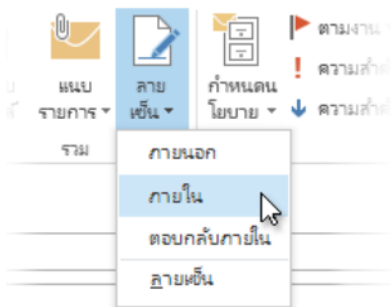 แนบ
รายการ
ลาย
เซ็น
กำหนดน
โยบาย
ตามงาน
ความสำคั
ความสำคั
รวม
ภายนอก
ภายใน
ตอบกลับภายใน
ลายเซ็น